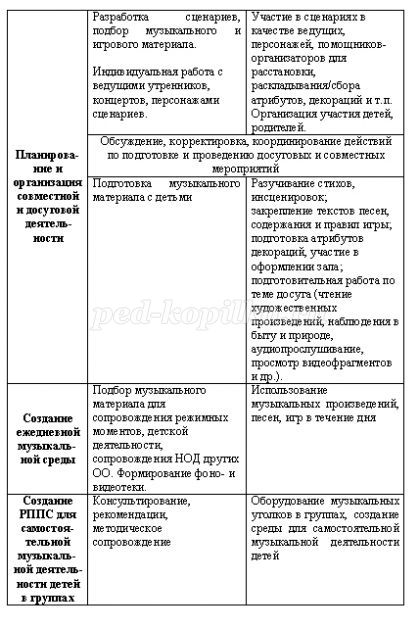 Разработка сценариев,
подбор музыкального и
игрового материала.
Индивидуальная работа с
ведущими утренников,
концертов, персонажами
сценариев.
Участие в сценариях в
качестве ведущих,
персонажей, помощников-
организаторов для
расстановки,
раскладывания/сбора
атрибутов, декораций и т.п.
Организация участия детей,
родителей.
Планирова-
ние и
организация
совместной
и досуговой
деятель-
ности
Обсуждение, корректировка, координирование действий
по подготовке и проведению досуговых и совместных
мероприятий
Подготовка музыкального
материала с детьми
Разучивание стихов,
инсценировок;
закрепление текстов песен,
содержания и правил игры;
подготовка атрибутов
декораций, участие в
оформлении зала;
подготовительная работа по
теме досуга (чтение
художественных
произведений, наблюдения в
быту и природе,
аудиопрослушивание,
просмотр видеофрагментов
и др.).
ped-kopil
Создание
ежедневной
музыкаль-
ной среды
Подбор музыкального
материала для
сопровождения режимных
моментов, детской
деятельности,
сопровождения НОД других
ОО. Формирование фоно- и
видеотеки.
Использование
музыкальных произведений,
песен, игр в течение дня
Создание
РППС для
самостоя-
тельной
музыкаль-
ной деятель-
ности детей
в группах
Консультирование,
рекомендации,
методическое
сопровождение
Оборудование музыкальных
уголков в группах, создание
среды для самостоятельной
музыкальной деятельности
детей